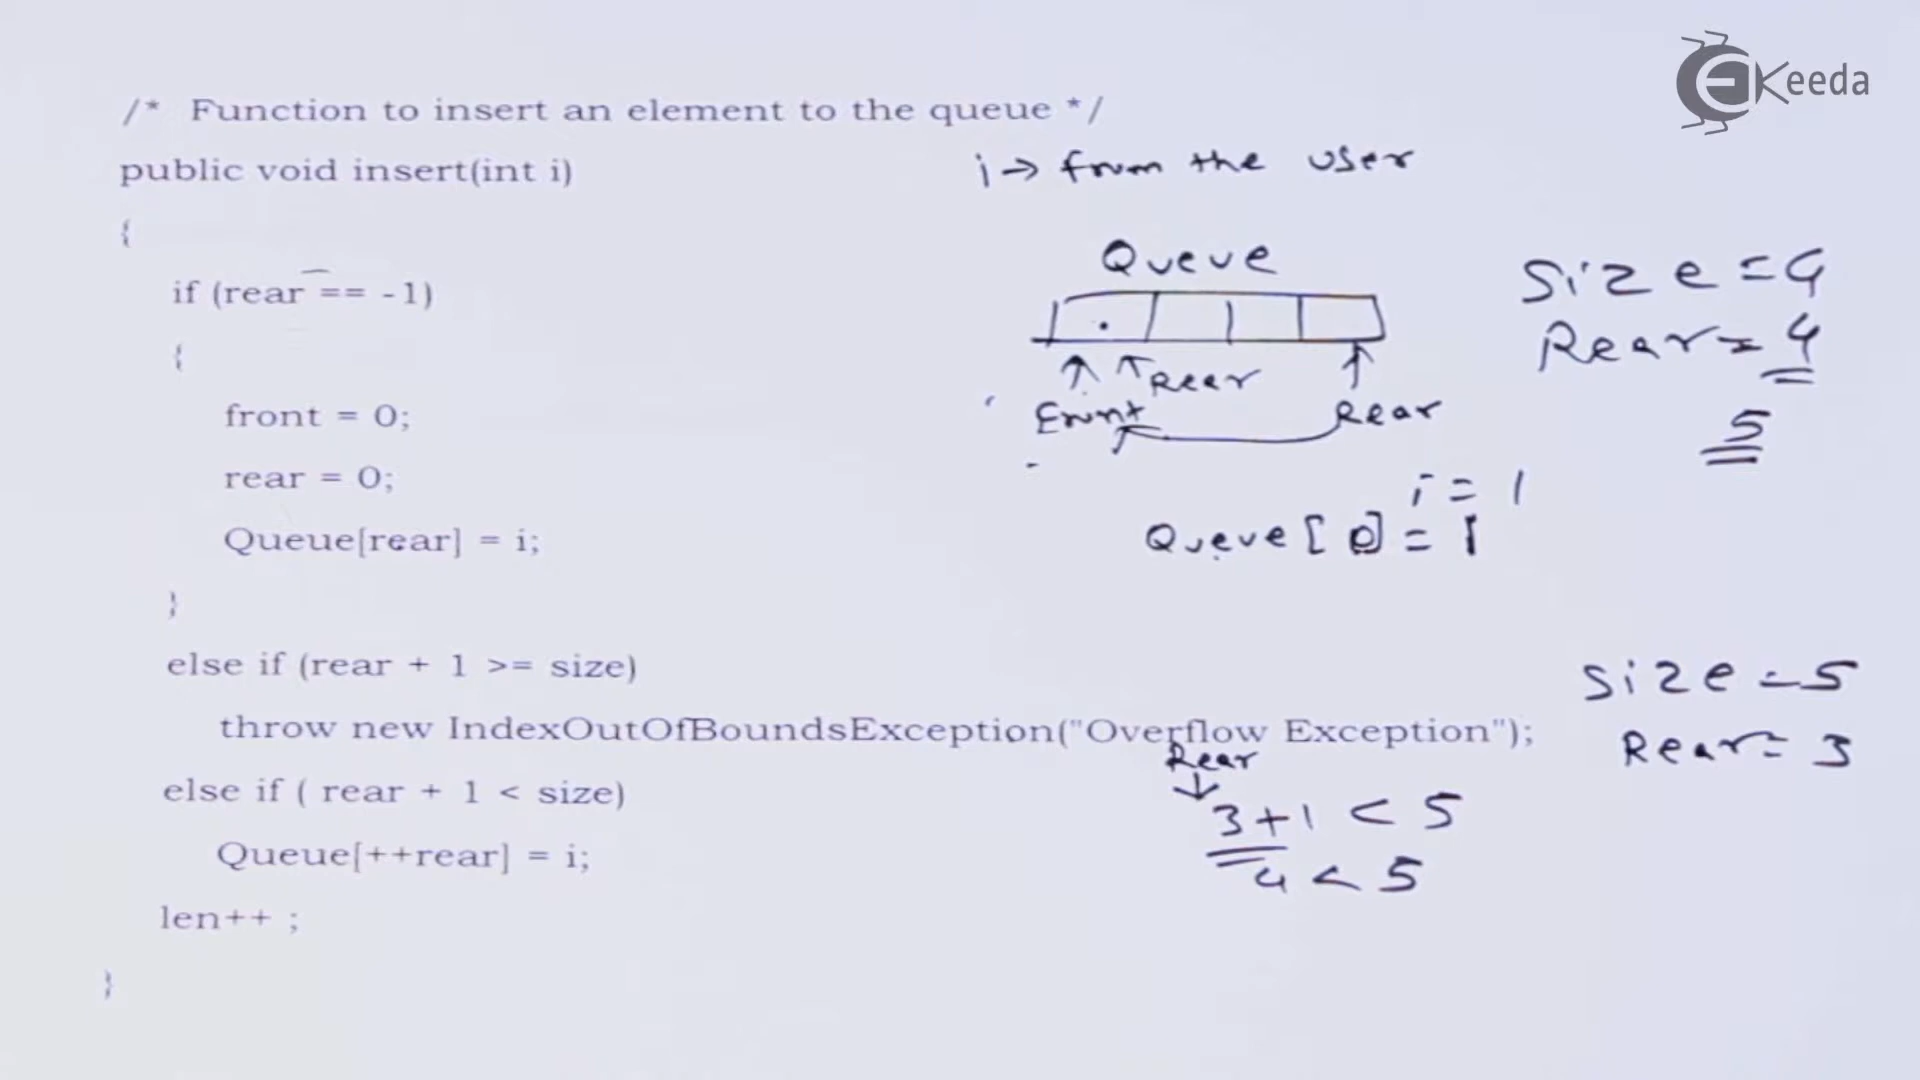 EKeeda
/* Function to insert an element to the queue */
public void insert(int i)
i → from the user
{
Queue
Size = 4
if (rear == -1)
Rear = 4
{
Rear
front = 0;
Front
Rear
5
rear = 0;
i = 1
Queue[rear] = i;
Queue [ 0] = 1
}
else if (rear + 1 >= size)
Size = 5
throw new IndexOutOfBoundsException("Overflow Exception");
Rear = 3
Rear
else if ( rear + 1 < size)
3+1 < 5
Queue[++rear] = i;
4 < 5
len++ ;
}